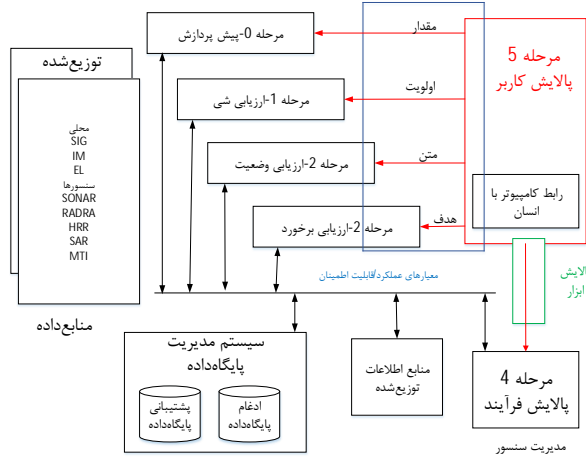 توزیع‌شده
محلی
SIG
IM
EL
سنسورها
SONAR
RADRA
HRR
SAR
MTI
منابع‌داده
مرحله 0-پیش پردازش
مرحله 1-ارزیابی شی
مرحله 2-ارزیابی وضعیت
مرحله 2-ارزیابی برخورد
مقدار
اولویت
متن
هدف
مرحله 5
پالایش کاربر
رابط کامپیوتر با
انسان
معیارهای عملکرد/قابلیت اطمینان
پالایش
ابزار
سیستم مدیریت
پایگاه‌داده
پشتیبانی
پایگاه‌داده
ادغام
پایگاه‌داده
منابع اطلاعات
توزیع‌شده
مرحله 4
پالایش فرآیند
مدیریت سنسور